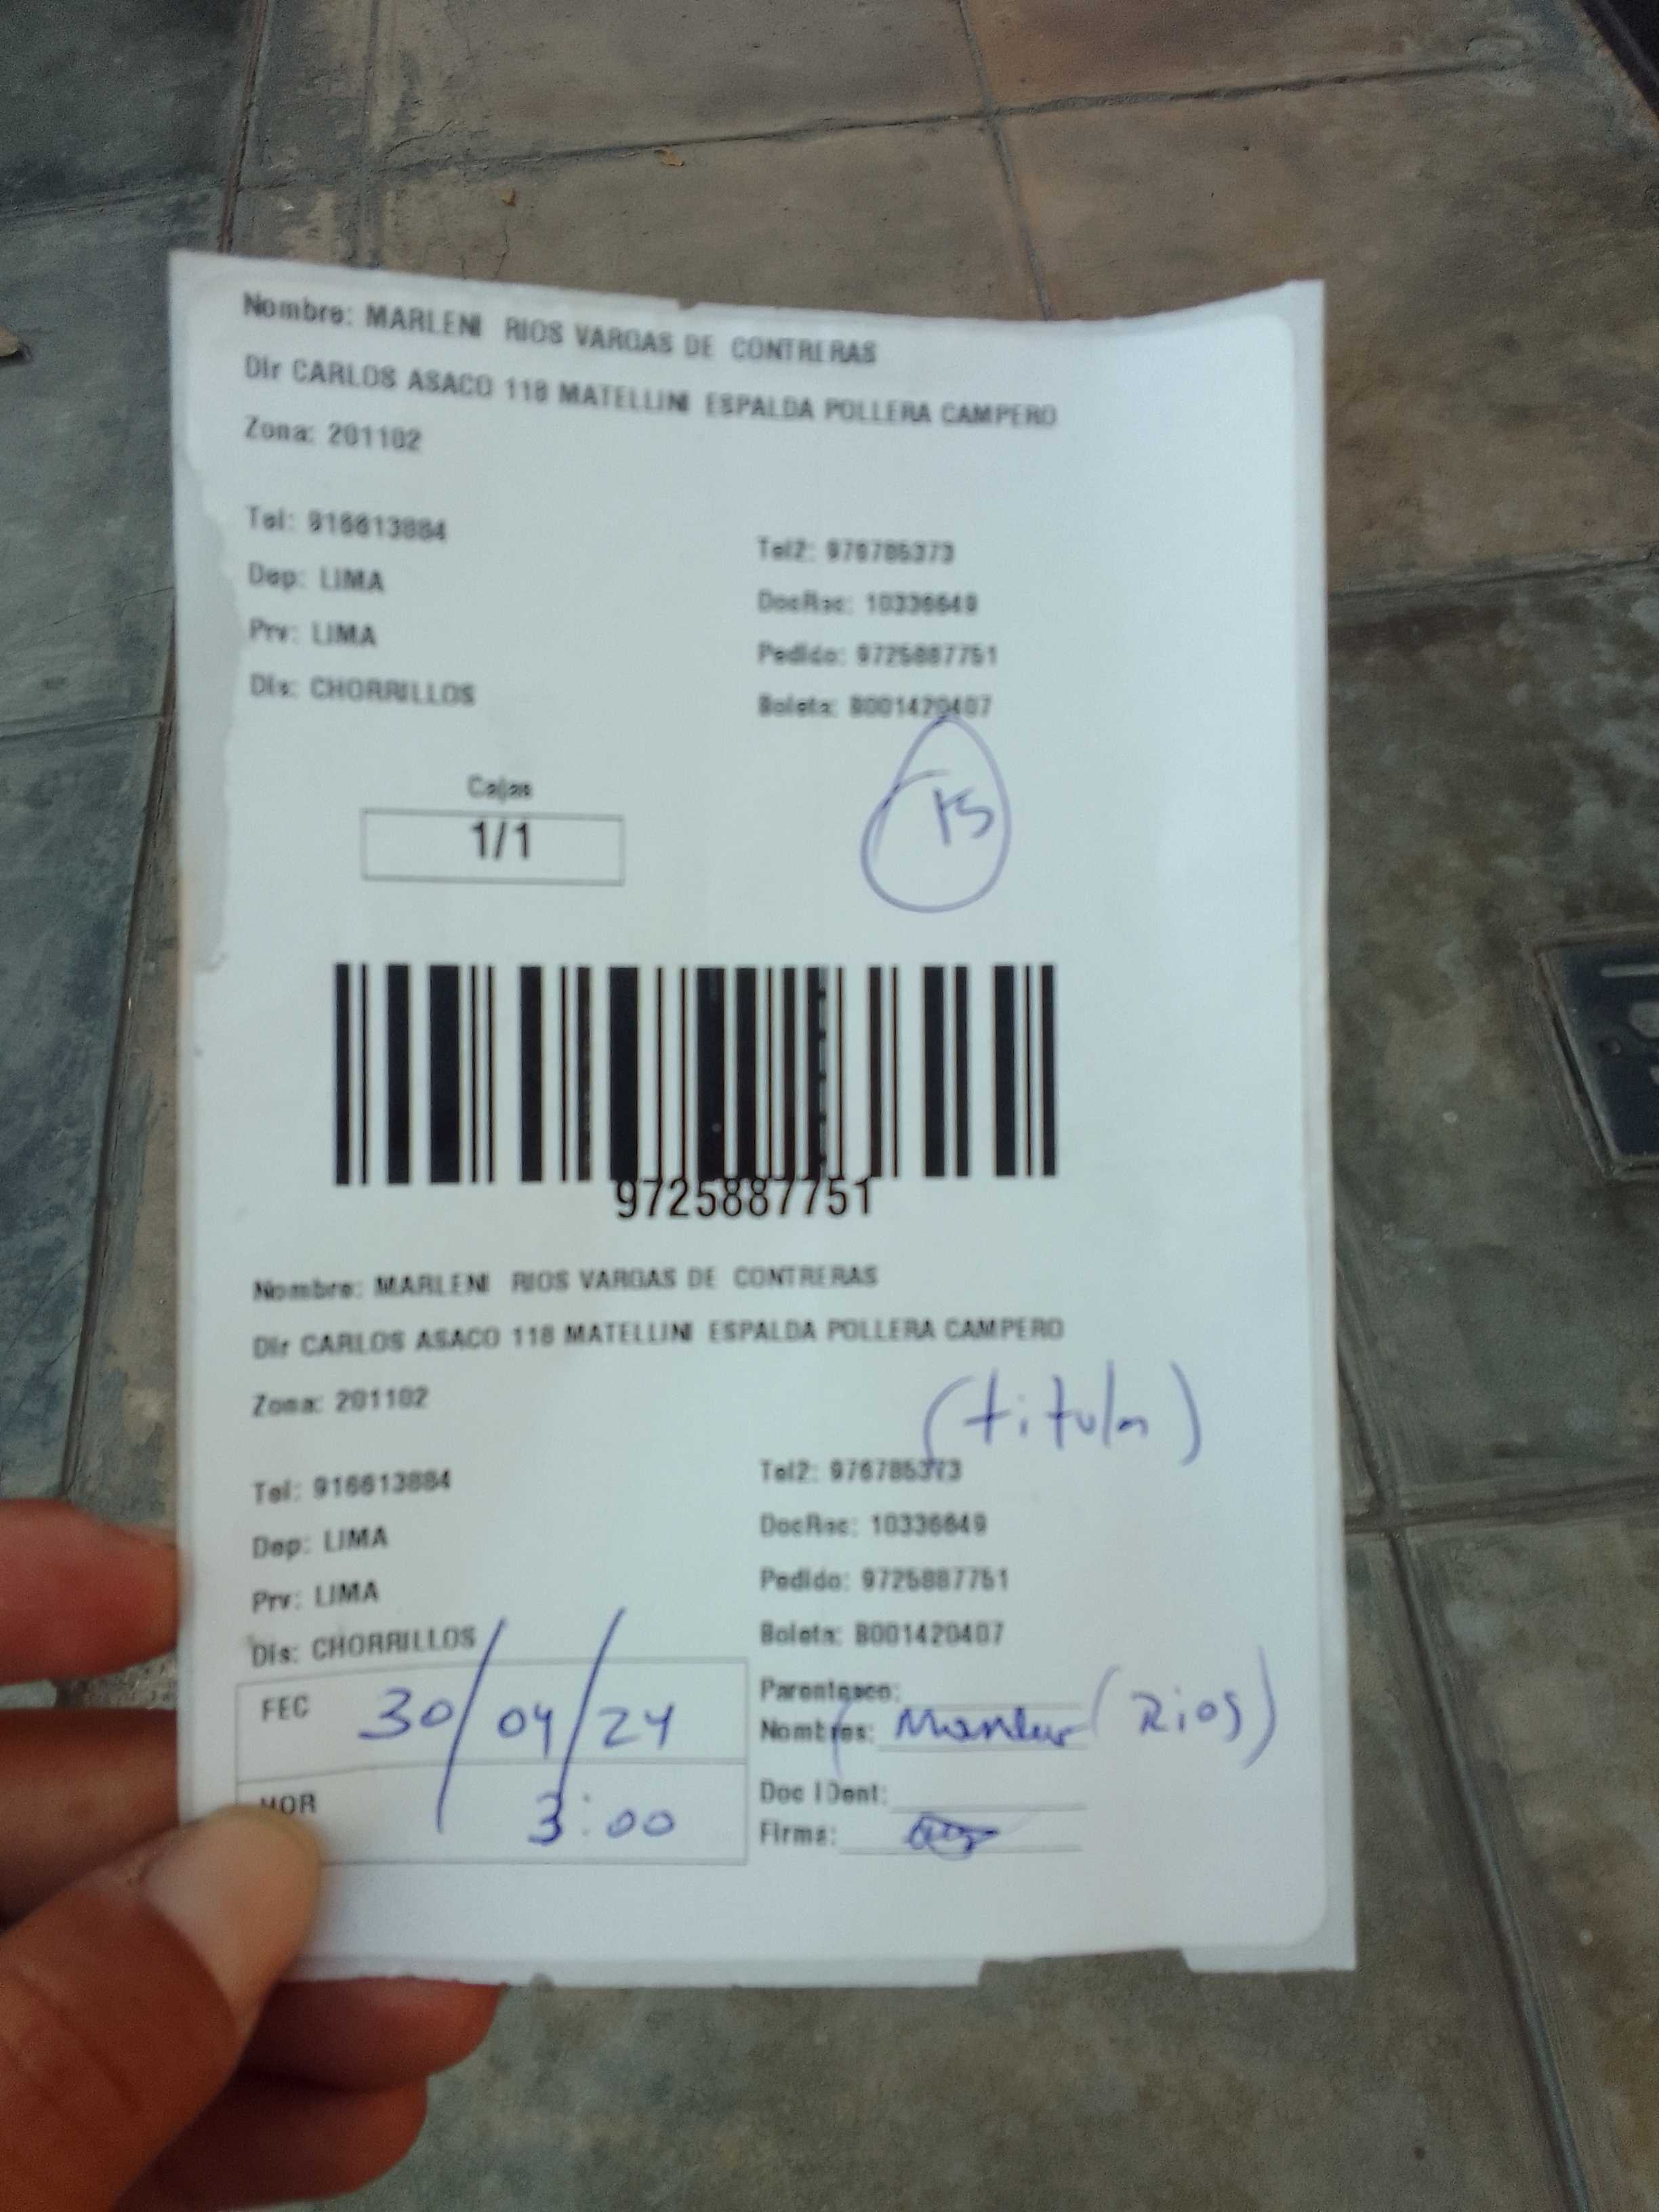 Nombre: MARLENI RIOS VARGAS DE CONTRERAS
Dir CARLOS ASACO 118 MATELLINI ESPALDA POLLERA CAMPERO
Zona: 201102
Tel: 916613884
Tel2: 976785373
Dep: LIMA
DocRac: 10336649
Prv: LIMA
Pedido: 9725887751
Dis: CHORRILLOS
Boleta: B001420407
Cajas
1/1
15
9725887751
Nombre: MARLENI RIOS VARGAS DE CONTRERAS
Dir CARLOS ASACO 118 MATELLINI ESPALDA POLLERA CAMPERO
Zona: 201102
(titular)
Tel: 916613884
Tel2: 976785373
Dep: LIMA
DocRac: 10336649
Prv: LIMA
Pedido: 9725887751
Dis: CHORRILLOS
Boleta: B001420407
FEC 30/04/24
Parentesco:
Nombres: (Rios)
HOR 3:00
Doc IDent:
Firma: